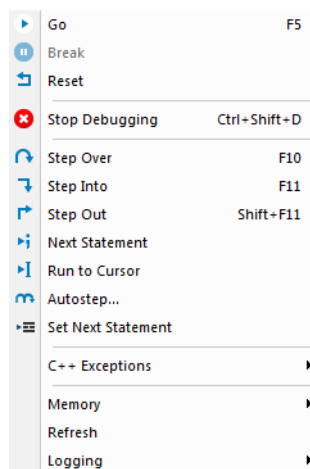 Go F5
Break
Reset
Stop Debugging Ctrl+Shift+D
Step Over F10
Step Into F11
Step Out Shift+F11
Next Statement
Run to Cursor
Autostep...
Set Next Statement
C++ Exceptions
Memory
Refresh
Logging